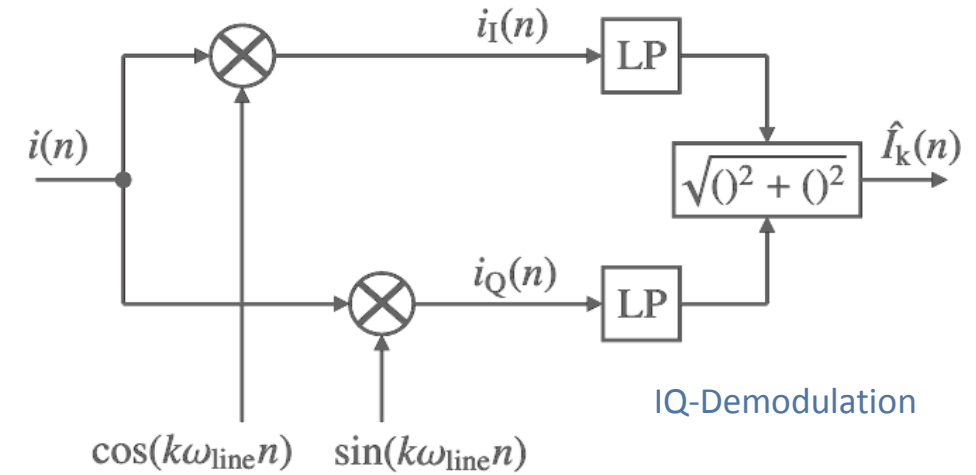 i_I(n)
LP
i(n)
Î_k(n)
√()² + ()²
i_Q(n)
LP
IQ-Demodulation
cos(kω_line n)
sin(kω_line n)